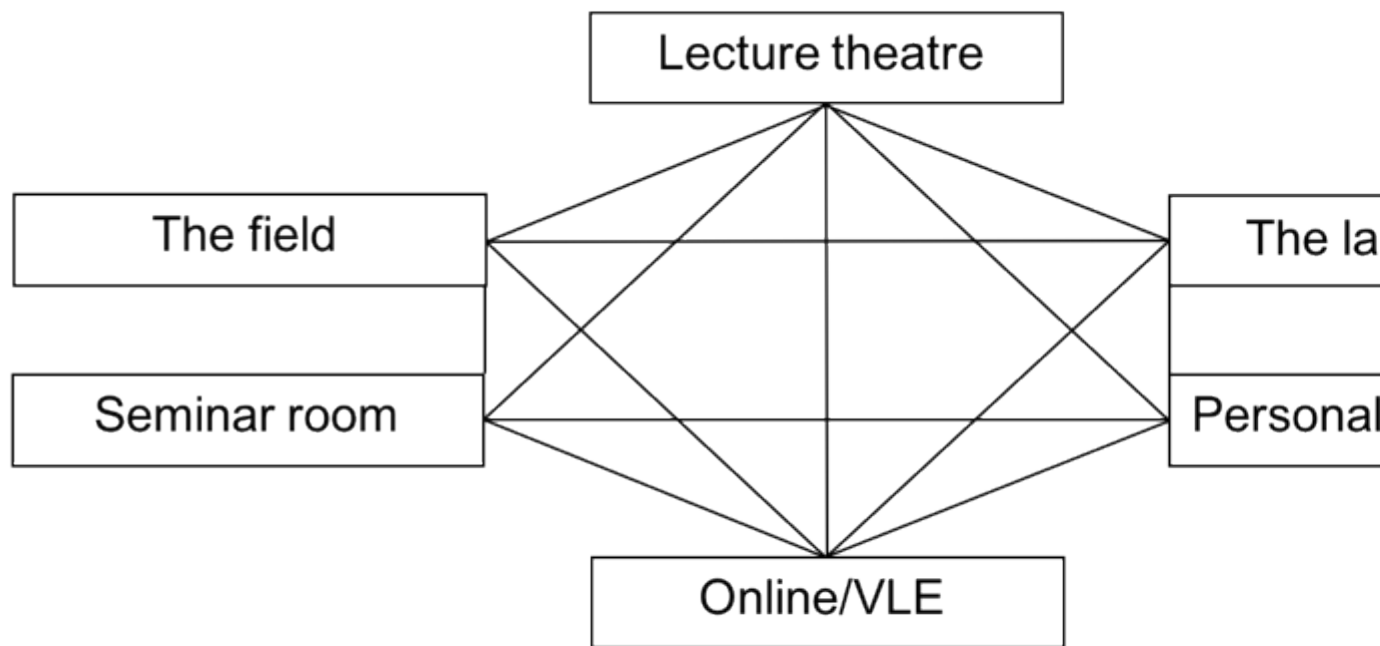 Lecture theatre
The field
The la
Seminar room
Personal
Online/VLE